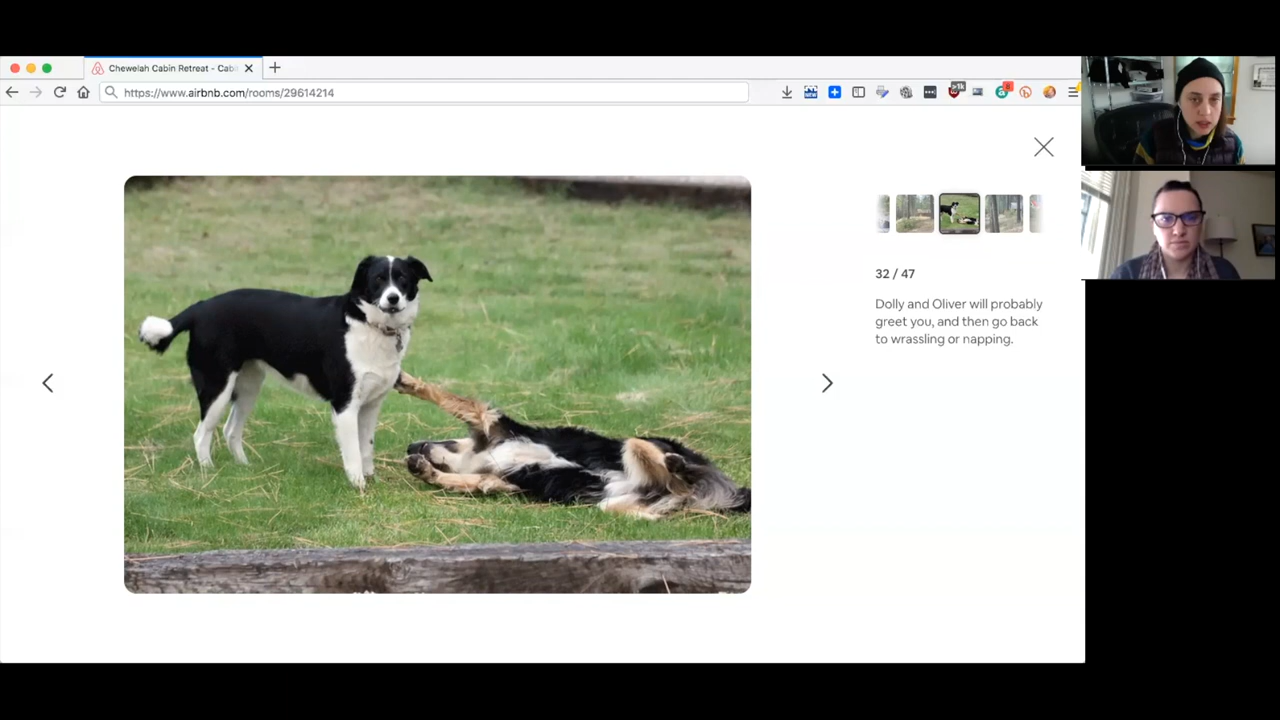 Chewelah Cabin Retreat - Cab
https://www.airbnb.com/rooms/29614214
32 / 47
Dolly and Oliver will probably
greet you, and then go back
to wrassling or napping.